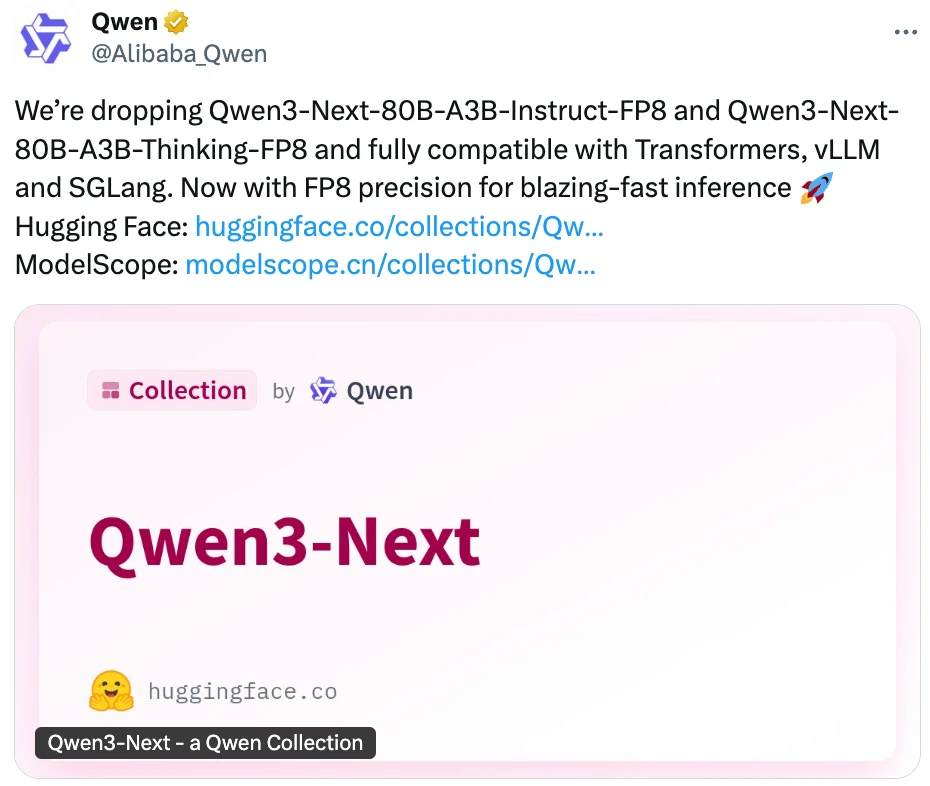 Qwen
@Alibaba_Qwen
We’re dropping Qwen3-Next-80B-A3B-Instruct-FP8 and Qwen3-Next-
80B-A3B-Thinking-FP8 and fully compatible with Transformers, vLLM
and SGLang. Now with FP8 precision for blazing-fast inference 🚀
Hugging Face: huggingface.co/collections/Qw…
ModelScope: modelscope.cn/collections/Qw…
Collection by Qwen
Qwen3-Next
huggingface.co
Qwen3-Next - a Qwen Collection